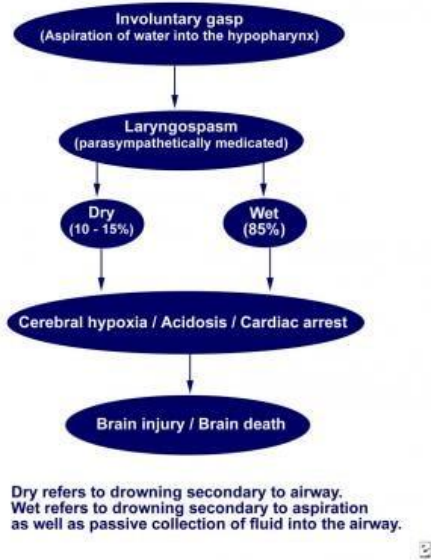 Involuntary gasp
(Aspiration of water into the hypopharynx)
Laryngospasm
(parasympathetically medicated)
Dry
(10 - 15%)
Wet
(85%)
Cerebral hypoxia / Acidosis / Cardiac arrest
Brain injury / Brain death
Dry refers to drowning secondary to airway.
Wet refers to drowning secondary to aspiration
as well as passive collection of fluid into the airway.